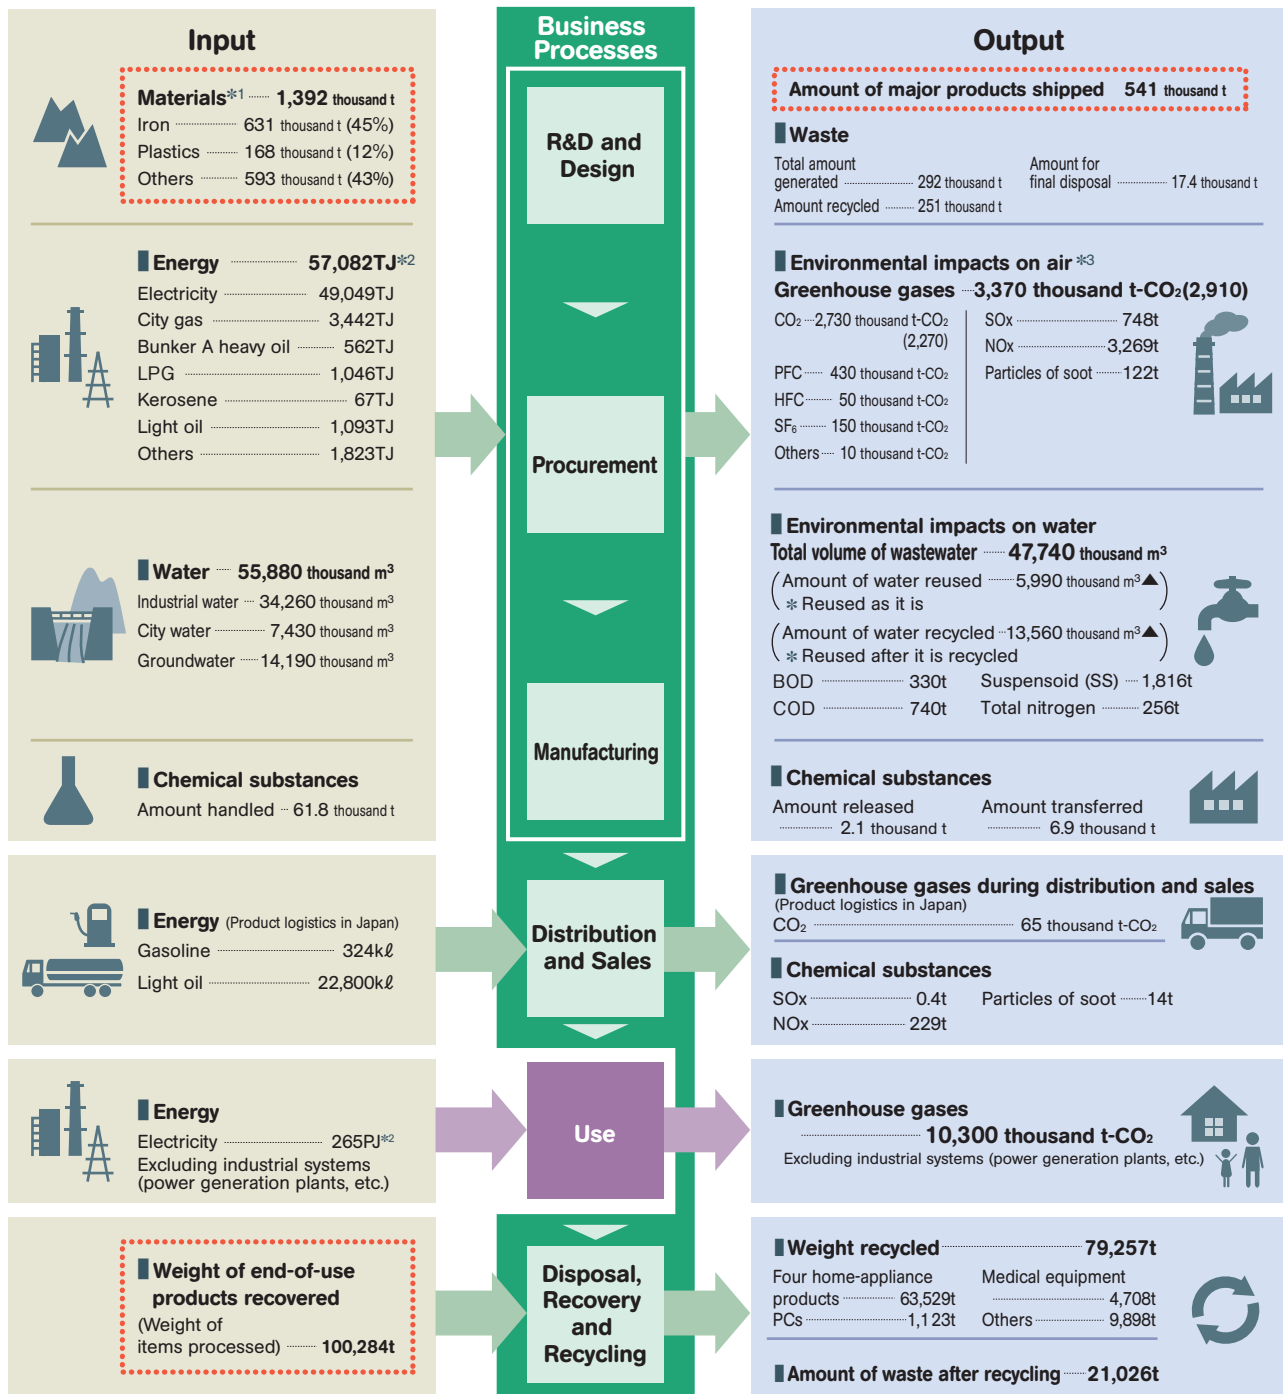 Input
Materials*1 1,392 thousand t
Iron 631 thousand t (45%)
Plastics 168 thousand t (12%)
Others 593 thousand t (43%)
Energy 57,082TJ*2
Electricity 49,049TJ
City gas 3,442TJ
Bunker A heavy oil 562TJ
LPG 1,046TJ
Kerosene 67TJ
Light oil 1,093TJ
Others 1,823TJ
Water 55,880 thousand m³
Industrial water 34,260 thousand m³
City water 7,430 thousand m³
Groundwater 14,190 thousand m³
Chemical substances
Amount handled 61.8 thousand t
Energy (Product logistics in Japan)
Gasoline 324kℓ
Light oil 22,800kℓ
Energy
Electricity 265PJ*2
Excluding industrial systems
(power generation plants, etc.)
Weight of end-of-use
products recovered
(Weight of
items processed) 100,284t
Business
Processes
R&D and
Design
Procurement
Manufacturing
Distribution
and Sales
Use
Disposal,
Recovery
and
Recycling
Output
Amount of major products shipped 541 thousand t
Waste
Total amount
generated 292 thousand t
Amount recycled 251 thousand t
Amount for
final disposal 17.4 thousand t
Environmental impacts on air *3
Greenhouse gases 3,370 thousand t-CO₂(2,910)
CO₂ 2,730 thousand t-CO₂
(2,270)
PFC 430 thousand t-CO₂
HFC 50 thousand t-CO₂
SF₆ 150 thousand t-CO₂
Others 10 thousand t-CO₂
SOx 748t
NOx 3,269t
Particles of soot 122t
Environmental impacts on water
Total volume of wastewater 47,740 thousand m³
(Amount of water reused 5,990 thousand m³▲
* Reused as it is)
(Amount of water recycled 13,560 thousand m³▲
* Reused after it is recycled)
BOD 330t Suspensoid (SS) 1,816t
COD 740t Total nitrogen 256t
Chemical substances
Amount released
2.1 thousand t
Amount transferred
6.9 thousand t
Greenhouse gases during distribution and sales
(Product logistics in Japan)
CO₂ 65 thousand t-CO₂
Chemical substances
SOx 0.4t Particles of soot 14t
NOx 229t
Greenhouse gases
10,300 thousand t-CO₂
Excluding industrial systems (power generation plants, etc.)
Weight recycled 79,257t
Four home-appliance
products 63,529t
PCs 1,123t
Medical equipment
4,708t
Others 9,898t
Amount of waste after recycling 21,026t